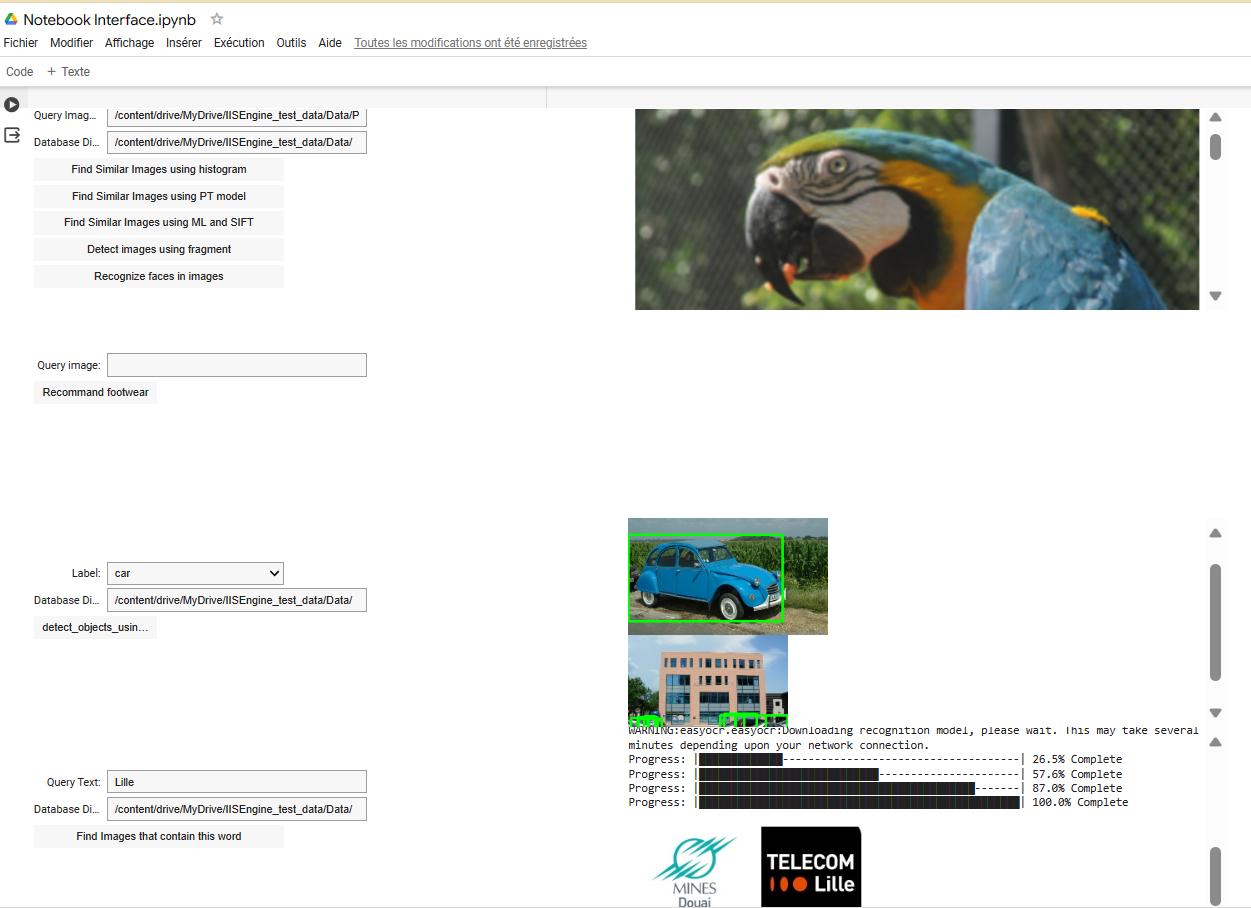 Notebook Interface.ipynb
Fichier Modifier Affichage Insérer Exécution Outils Aide Toutes les modifications ont été enregistrées
Code + Texte
Query Imag... /content/drive/MyDrive/IISEngine_test_data/Data/P
Database Di... /content/drive/MyDrive/IISEngine_test_data/Data/
Find Similar Images using histogram
Find Similar Images using PT model
Find Similar Images using ML and SIFT
Detect images using fragment
Recognize faces in images
Query image:
Recommand footwear
Label: car
Database Di... /content/drive/MyDrive/IISEngine_test_data/Data/
detect_objects_usin...
WARNING:easyocr.easyocr:Downloading recognition model, please wait. This may take several
minutes depending upon your network connection.
Progress: |--------------------------------------| 26.5% Complete
Progress: |----------------------| 57.6% Complete
Progress: |-------| 87.0% Complete
Progress: || 100.0% Complete
Query Text: Lille
Database Di... /content/drive/MyDrive/IISEngine_test_data/Data/
Find Images that contain this word
MINES
Douai
TELECOM
Lille